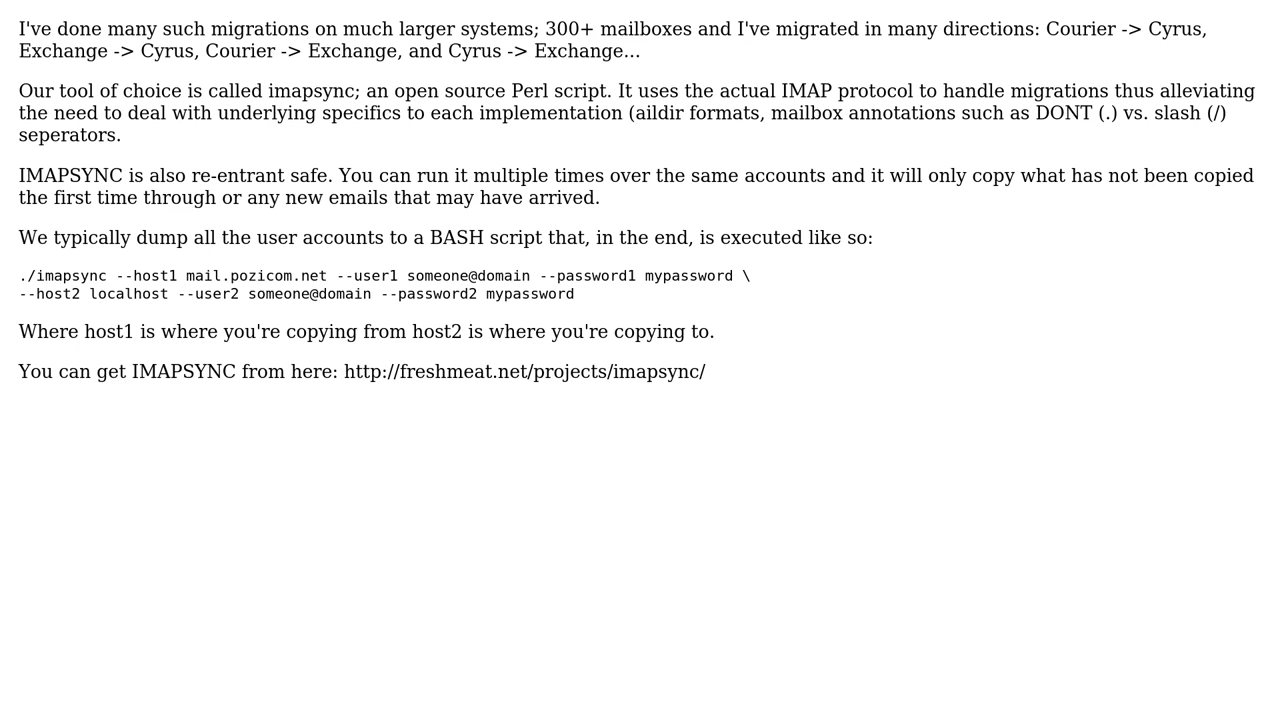 I've done many such migrations on much larger systems; 300+ mailboxes and I've migrated in many directions: Courier -> Cyrus,
Exchange -> Cyrus, Courier -> Exchange, and Cyrus -> Exchange...
Our tool of choice is called imapsync; an open source Perl script. It uses the actual IMAP protocol to handle migrations thus alleviating
the need to deal with underlying specifics to each implementation (aildir formats, mailbox annotations such as DONT (.) vs. slash (/)
seperators.
IMAPSYNC is also re-entrant safe. You can run it multiple times over the same accounts and it will only copy what has not been copied
the first time through or any new emails that may have arrived.
We typically dump all the user accounts to a BASH script that, in the end, is executed like so:
./imapsync --host1 mail.pozicom.net --user1 someone@domain --password1 mypassword \
--host2 localhost --user2 someone@domain --password2 mypassword
Where host1 is where you're copying from host2 is where you're copying to.
You can get IMAPSYNC from here: http://freshmeat.net/projects/imapsync/